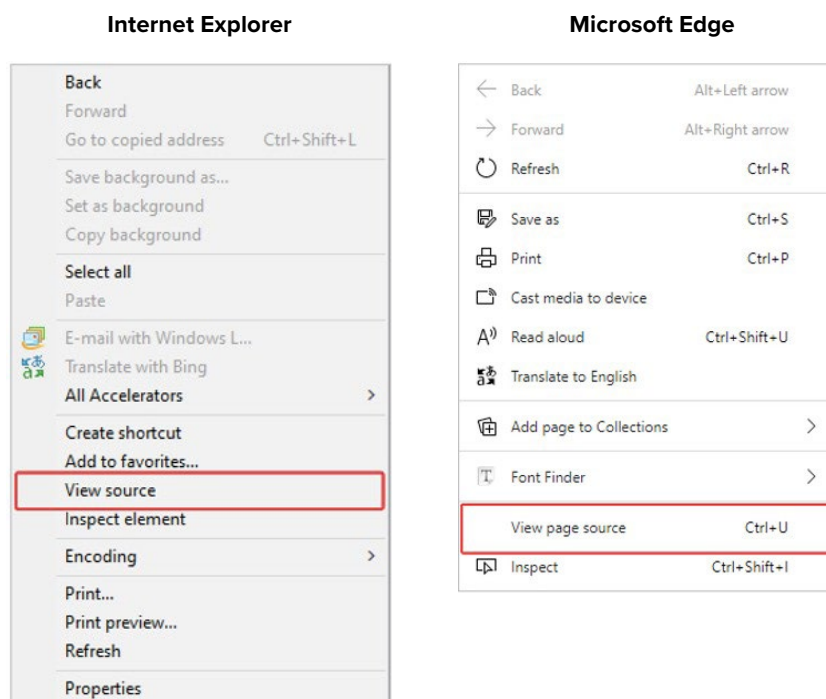 Internet Explorer
Back
Forward
Go to copied address Ctrl+Shift+L
Save background as...
Set as background
Copy background
Select all
Paste
E-mail with Windows L...
Translate with Bing
All Accelerators
Create shortcut
Add to favorites...
View source
Inspect element
Encoding
Print...
Print preview...
Refresh
Properties
Microsoft Edge
Back Alt+Left arrow
Forward Alt+Right arrow
Refresh Ctrl+R
Save as Ctrl+S
Print Ctrl+P
Cast media to device
Read aloud Ctrl+Shift+U
Translate to English
Add page to Collections
Font Finder
View page source Ctrl+U
Inspect Ctrl+Shift+I